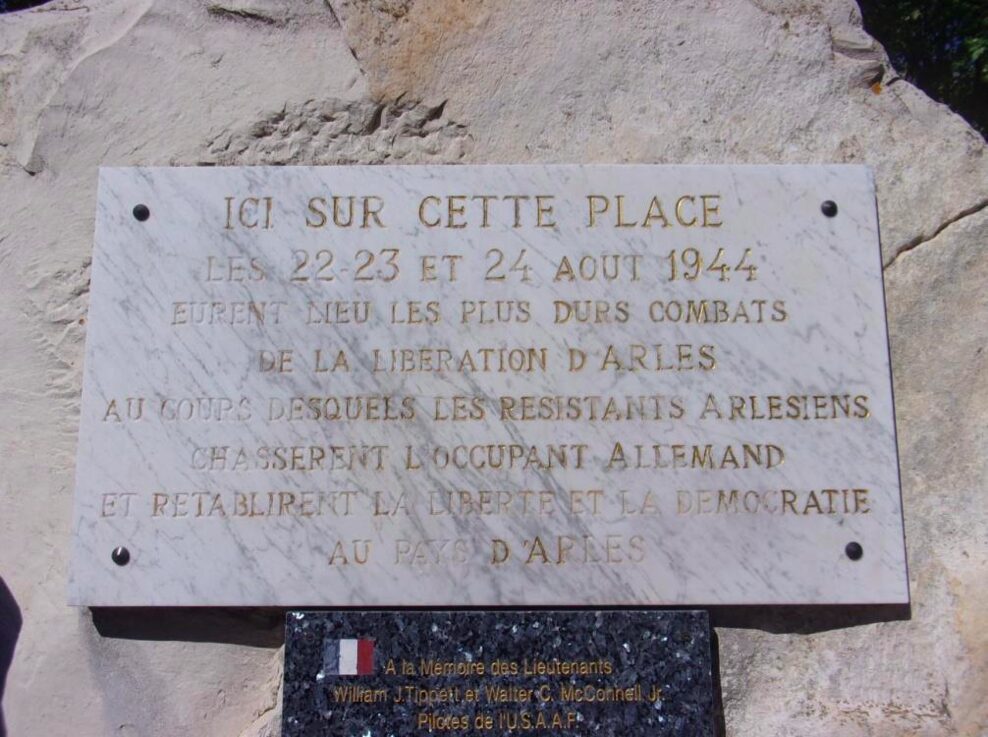 ICI SUR CETTE PLACE
LES 22-23 ET 24 AOUT 1944
EURENT LIEU LES PLUS DURS COMBATS
DE LA LIBERATION D'ARLES
AU COURS DESQUELS LES RESISTANTS ARLESIENS
CHASSERENT L'OCCUPANT ALLEMAND
ET RETABLIRENT LA LIBERTE ET LA DEMOCRATIE
AU PAYS D'ARLES
A la Mémoire des Lieutenants
William J.Tippett et Walter C. McConnell Jr.
Pilotes de l'U.S.A.A.F.